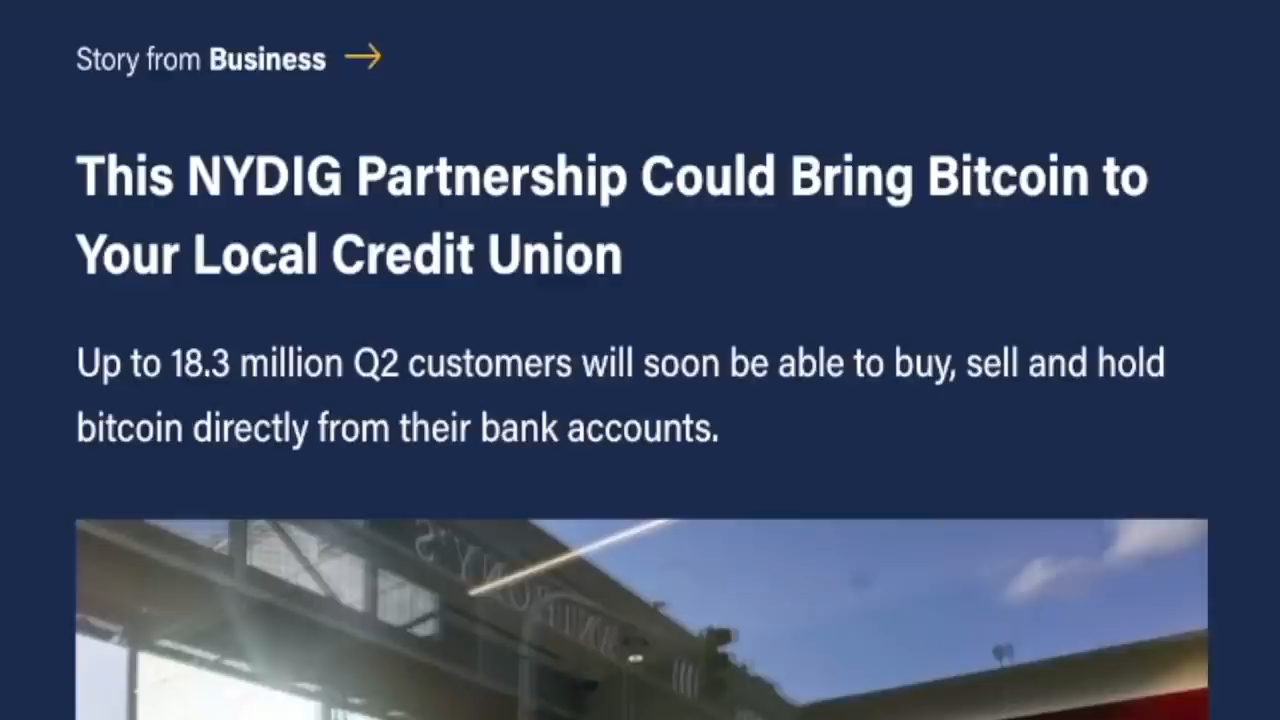 Story from Business →
This NYDIG Partnership Could Bring Bitcoin to
Your Local Credit Union
Up to 18.3 million Q2 customers will soon be able to buy, sell and hold
bitcoin directly from their bank accounts.